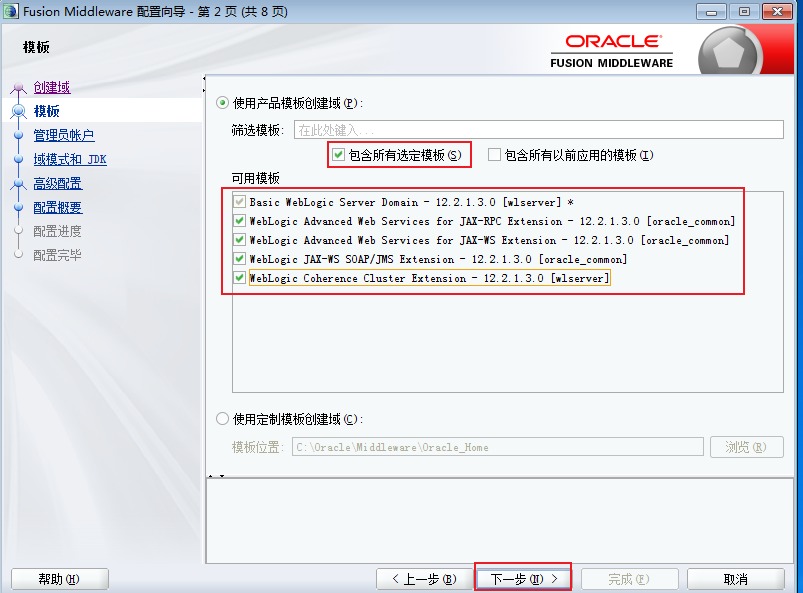 Fusion Middleware 配置向导 - 第 2 页 (共 8 页)
模板
ORACLE
FUSION MIDDLEWARE
创建域
模板
管理员帐户
域模式和 JDK
高级配置
配置概要
配置进度
配置完毕
使用产品模板创建域(P):
筛选模板: 在此处键入...
包含所有选定模板(S) 包含所有以前应用的模板(I)
可用模板
Basic WebLogic Server Domain - 12.2.1.3.0 [wlserver] *
WebLogic Advanced Web Services for JAX-RPC Extension - 12.2.1.3.0 [oracle_common]
WebLogic Advanced Web Services for JAX-WS Extension - 12.2.1.3.0 [oracle_common]
WebLogic JAX-WS SOAP/JMS Extension - 12.2.1.3.0 [oracle_common]
WebLogic Coherence Cluster Extension - 12.2.1.3.0 [wlserver]
使用定制模板创建域(C):
模板位置: C:\Oracle\Middleware\Oracle_Home 浏览(R)
帮助(H) < 上一步(B) 下一步(N) > 完成(F) 取消